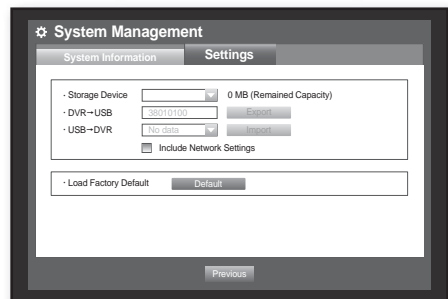 System Management
System Information Settings
· Storage Device 0 MB (Remained Capacity)
· DVR→USB 38010100 Export
· USB→DVR No data Import
Include Network Settings
· Load Factory Default Default
Previous